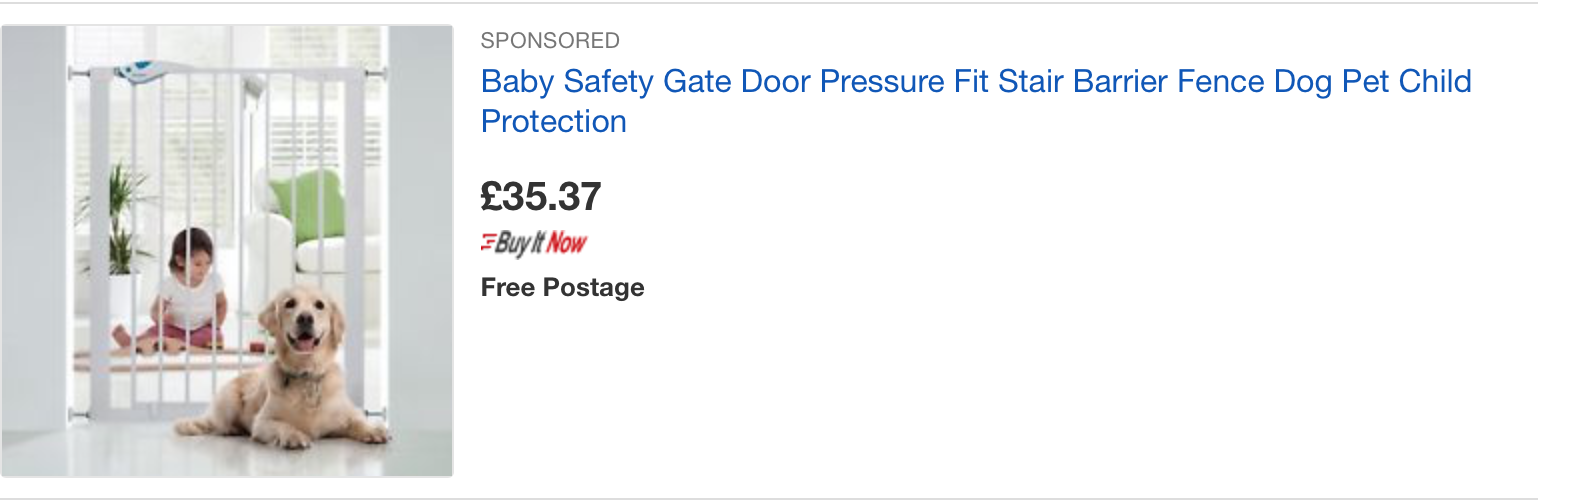 SPONSORED
Baby Safety Gate Door Pressure Fit Stair Barrier Fence Dog Pet Child
Protection
£35.37
Buy It Now
Free Postage